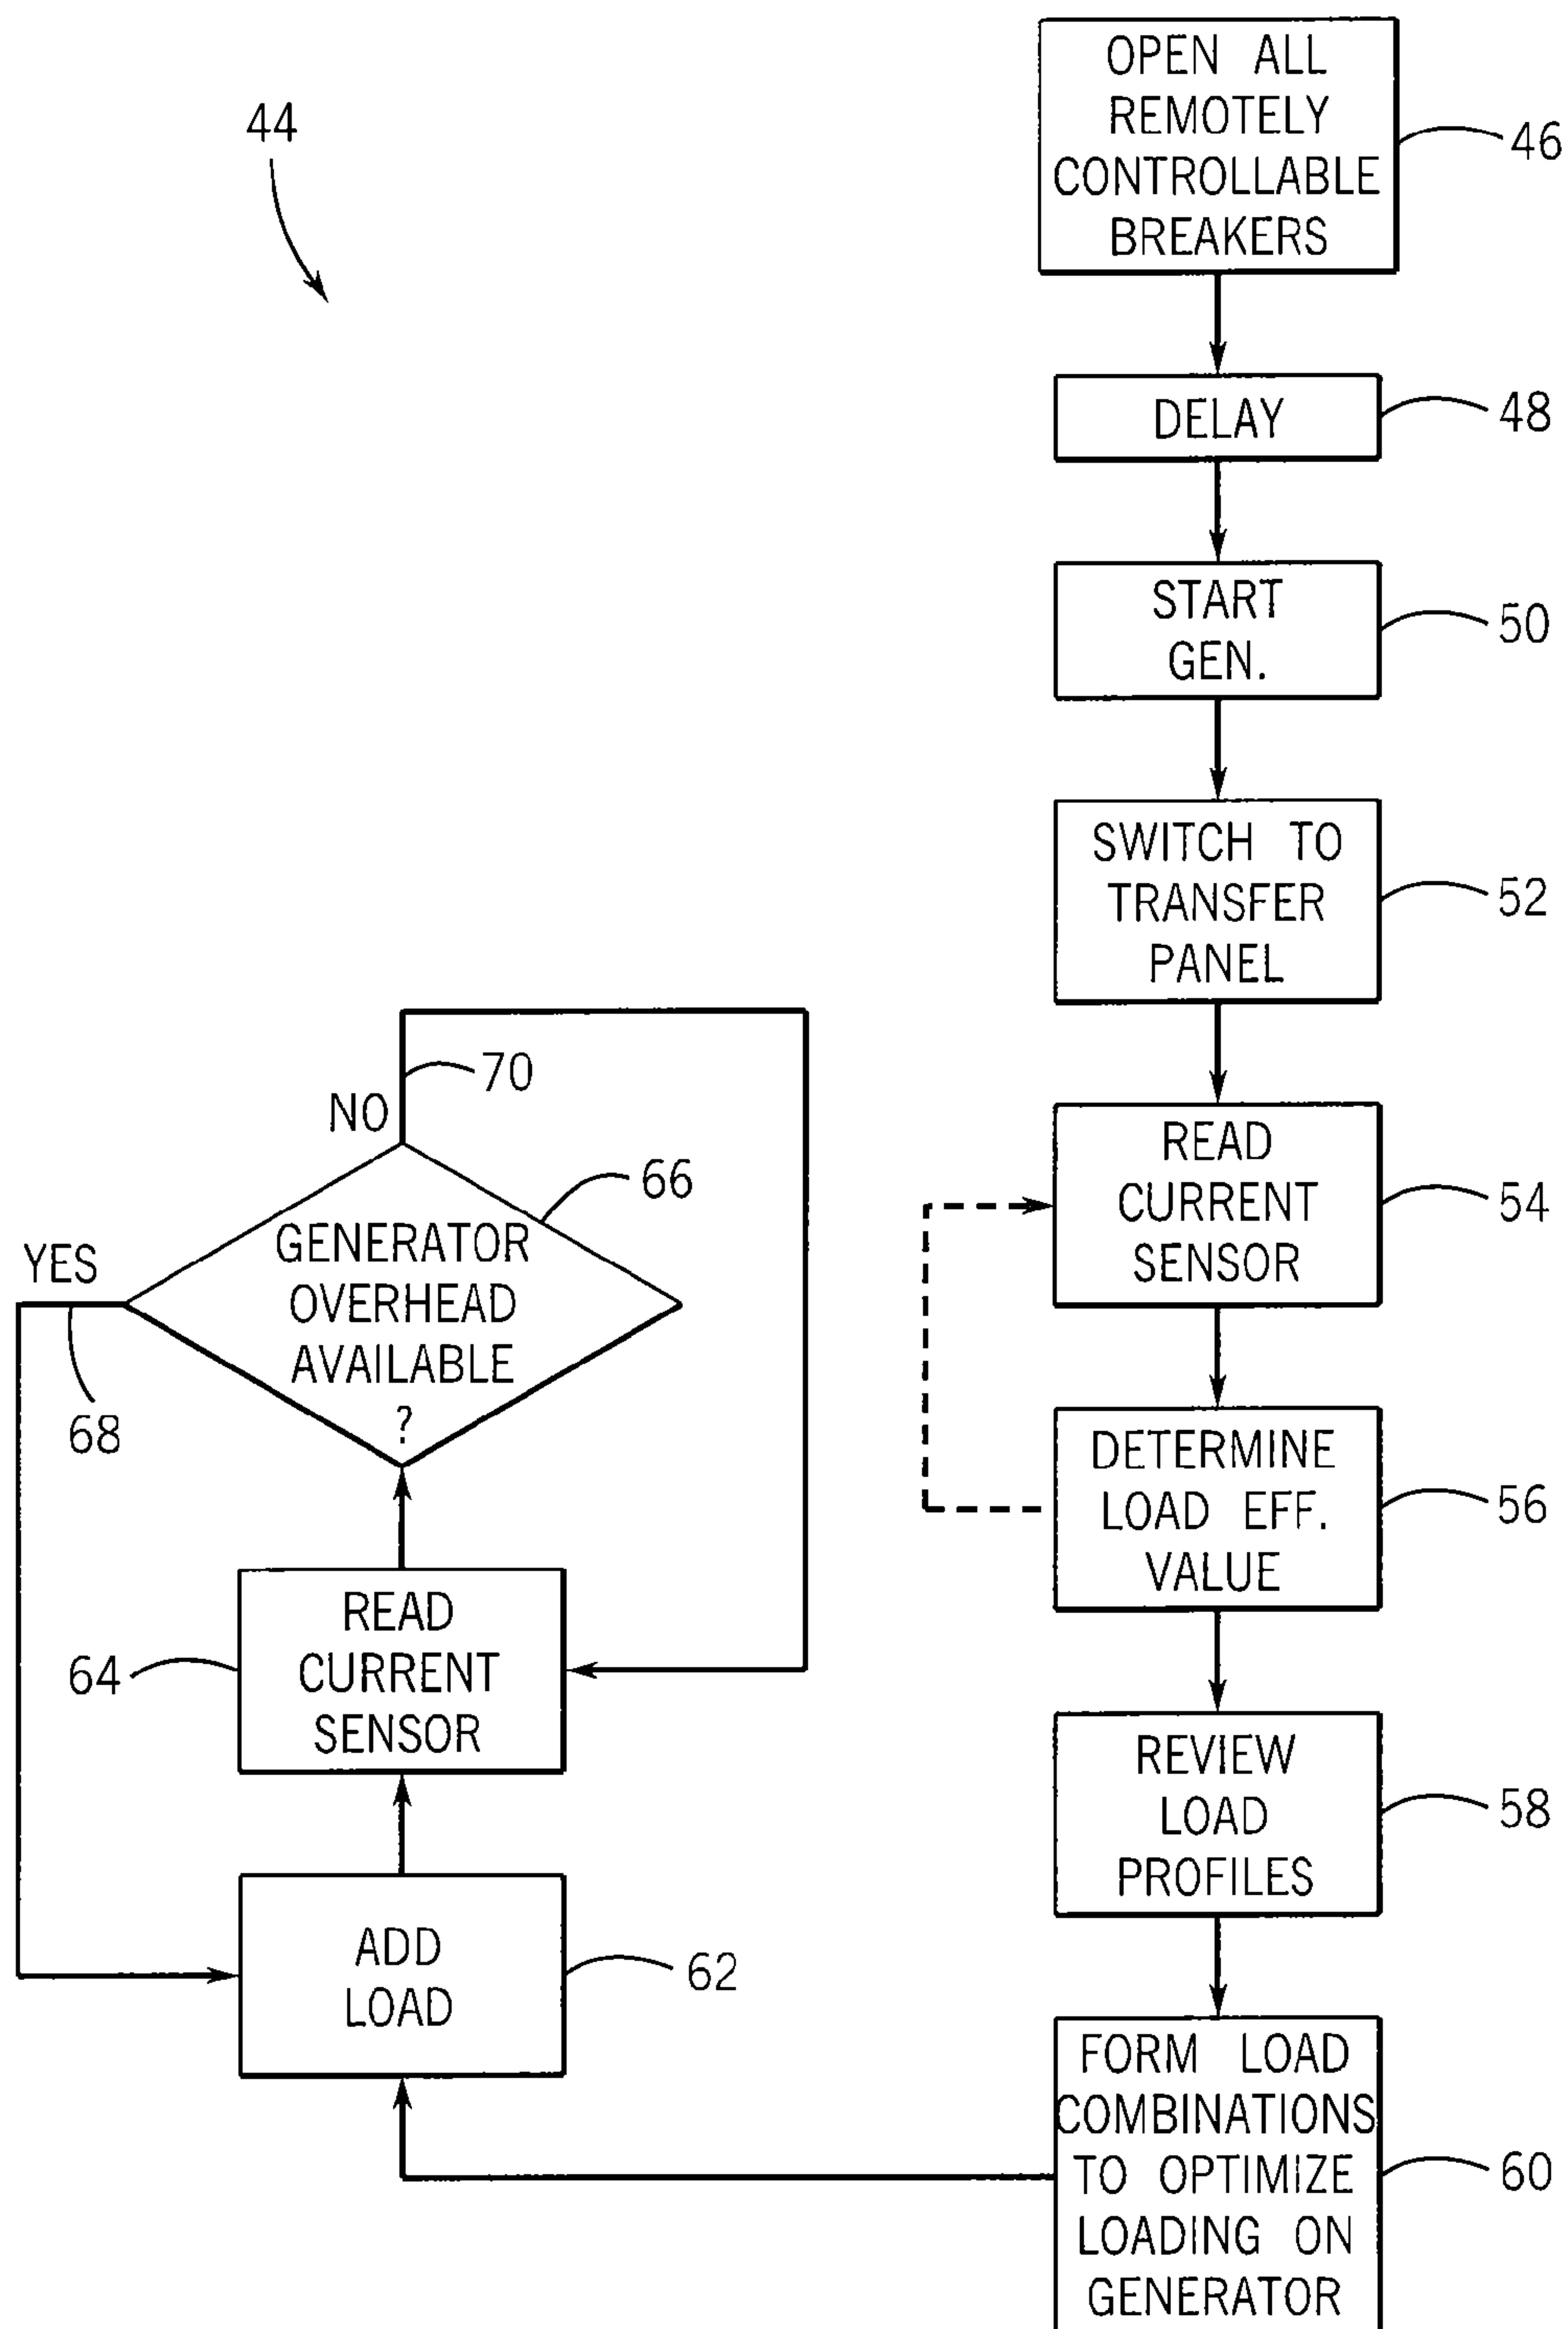 44
OPEN ALL
REMOTELY
CONTROLLABLE
BREAKERS
46
DELAY
48
START
GEN.
50
SWITCH TO
TRANSFER
PANEL
52
READ
CURRENT
SENSOR
54
DETERMINE
LOAD EFF.
VALUE
56
REVIEW
LOAD
PROFILES
58
FORM LOAD
COMBINATIONS
TO OPTIMIZE
LOADING ON
GENERATOR
60
ADD
LOAD
62
READ
CURRENT
SENSOR
64
GENERATOR
OVERHEAD
AVAILABLE
?
66
YES
68
NO
70